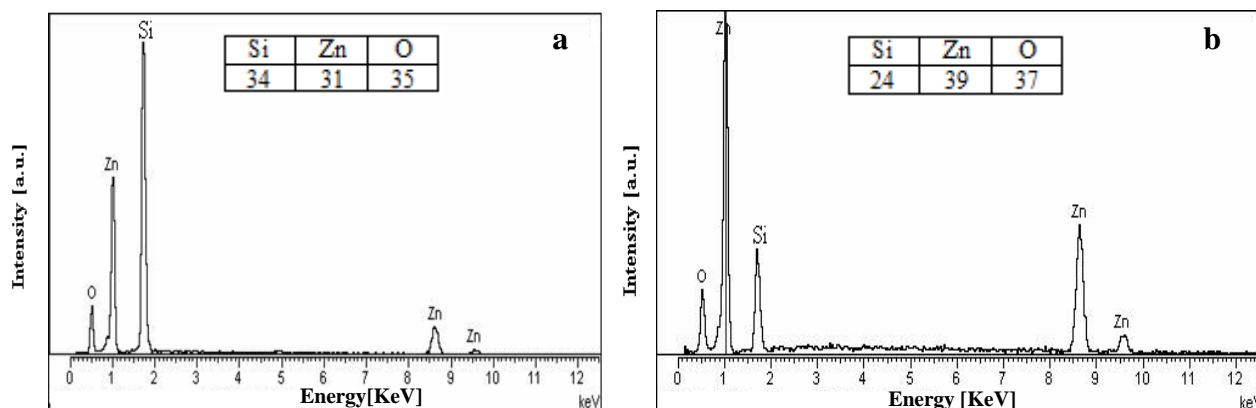 a
Si
Si Zn O
34 31 35
Zn
O
Zn
Zn
Intensity [a.u.]
0 1 2 3 4 5 6 7 8 9 10 11 12
Energy[KeV]
keV
b
Zn
Si Zn O
24 39 37
O
Si
Zn
Zn
Intensity [a.u.]
0 1 2 3 4 5 6 7 8 9 10 11 12
Energy [KeV]